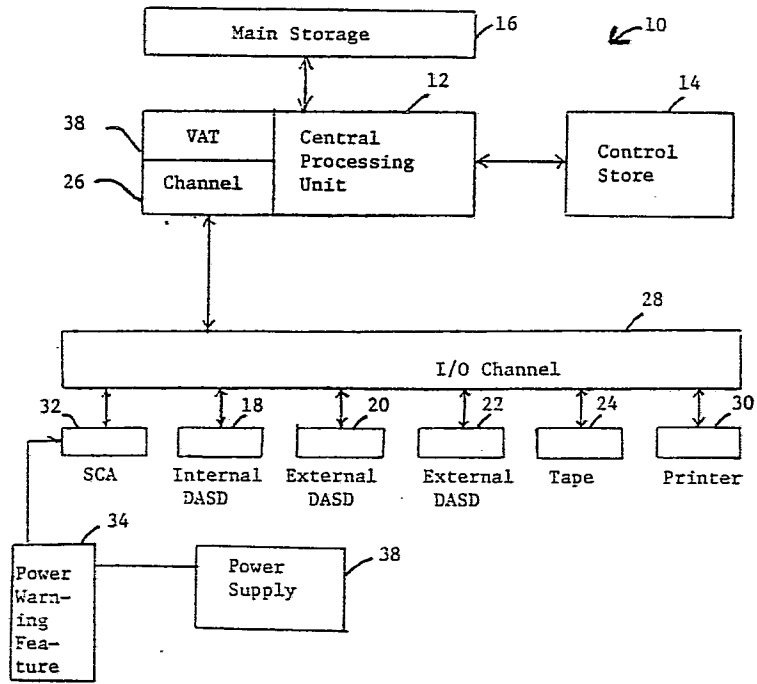 Main Storage
16
10
12
14
38
VAT
Central
Processing
Unit
Control
Store
26
Channel
28
I/O Channel
32
18
20
22
24
30
SCA
Internal
DASD
External
DASD
External
DASD
Tape
Printer
34
Power
Warn-
ing
Fea-
ture
Power
Supply
38